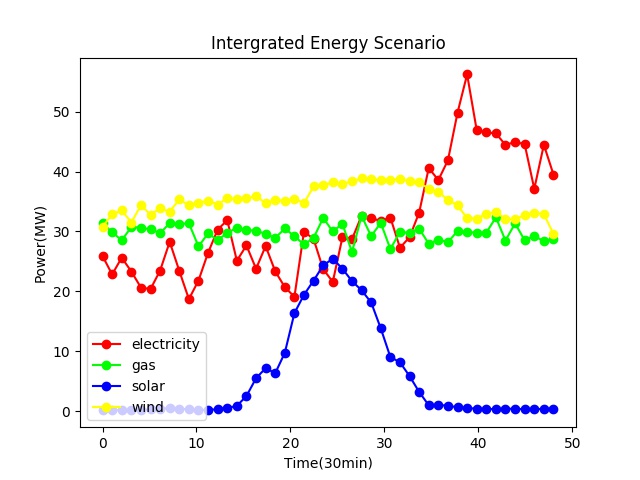 Intergrated Energy Scenario
Power(MW)
50
40
30
20
10
0
electricity
gas
solar
wind
0 10 20 30 40 50
Time(30min)